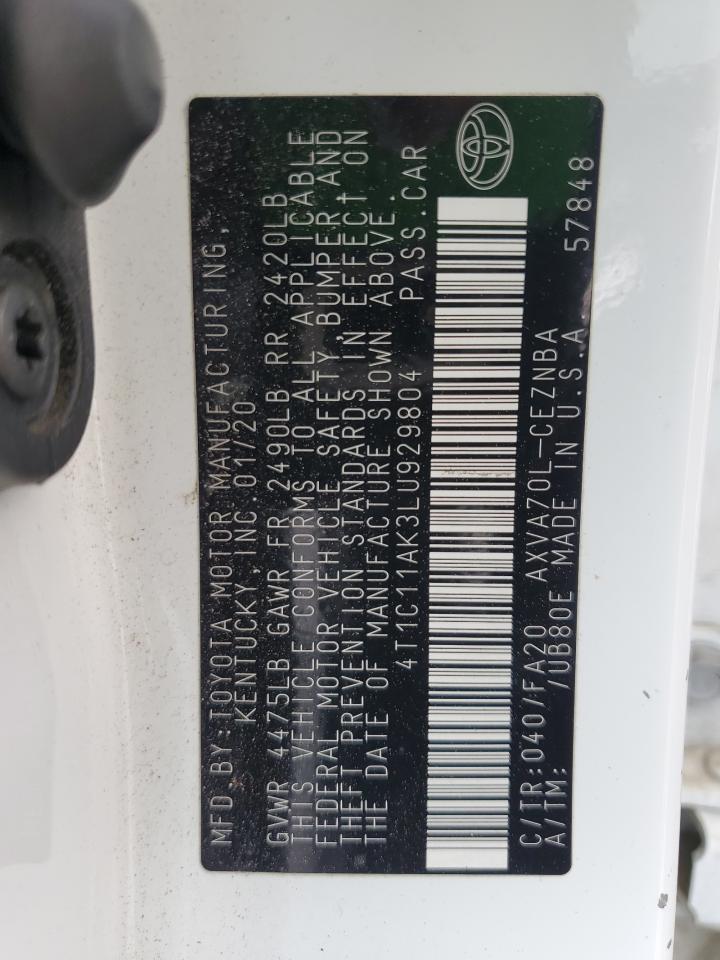 MFD BY:TOYOTA MOTOR MANUFACTURING,
KENTUCKY, INC.01/20
GVWR 4475LB GAWR FR 2490LB RR 2420LB
THIS VEHICLE CONFORMS TO ALL APPLICABLE
FEDERAL MOTOR VEHICLE SAFETY, BUMPER AND
THEFT PREVENTION STANDARDS IN EFFECT ON
THE DATE OF MANUFACTURE SHOWN ABOVE.
4T1C11AK3LU929804 PASS.CAR
C/TR:040/FA20 AXVA70L-CEZNBA
A/TM: /UB80E MADE IN U.S.A 57848